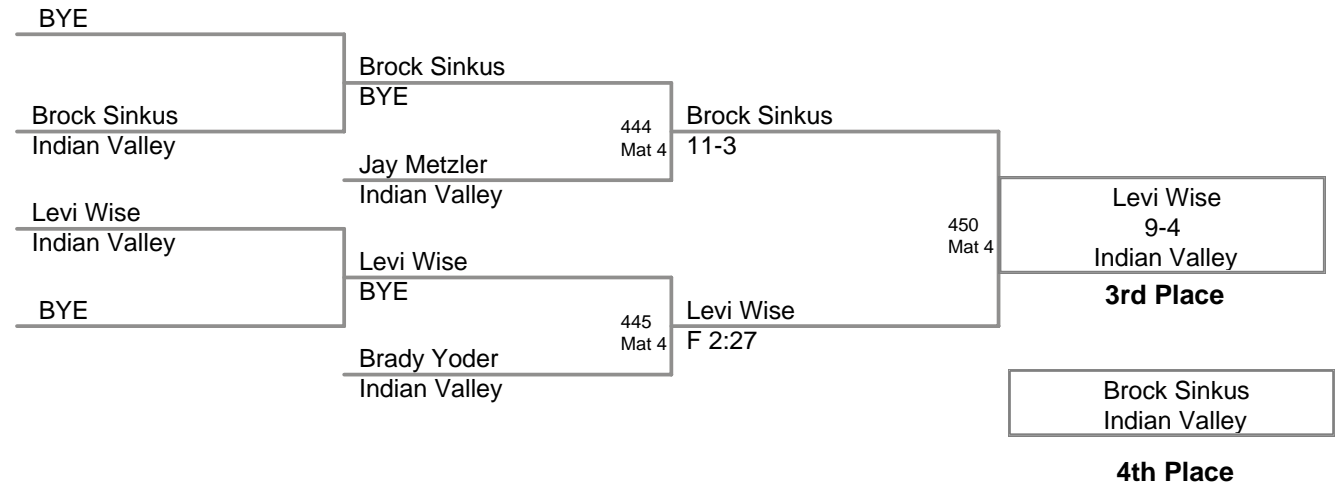 BYE
Brock Sinkus
Indian Valley
Levi Wise
Indian Valley
BYE
Brock Sinkus
BYE
Jay Metzler
Indian Valley
Levi Wise
BYE
Brady Yoder
Indian Valley
444
Mat 4
445
Mat 4
Brock Sinkus
11-3
Levi Wise
F 2:27
450
Mat 4
Levi Wise
9-4
Indian Valley
3rd Place
Brock Sinkus
Indian Valley
4th Place